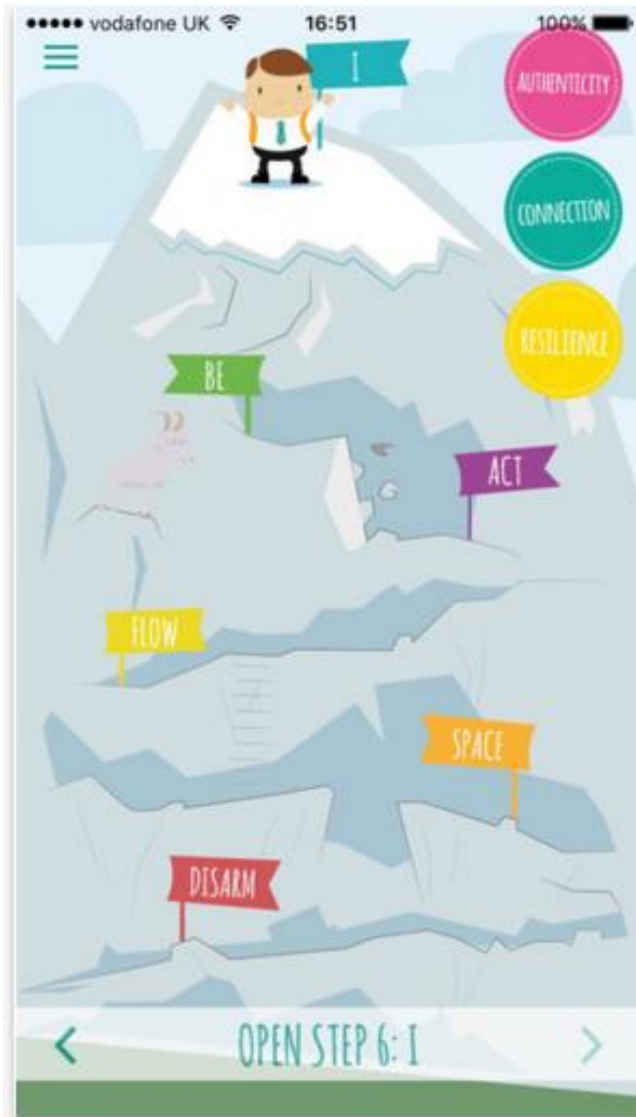 vodafone UK 16:51 100%
I
AUTHENTICITY
CONNECTION
RESILIENCE
BE
ACT
FLOW
SPACE
DISARM
OPEN STEP 6: I